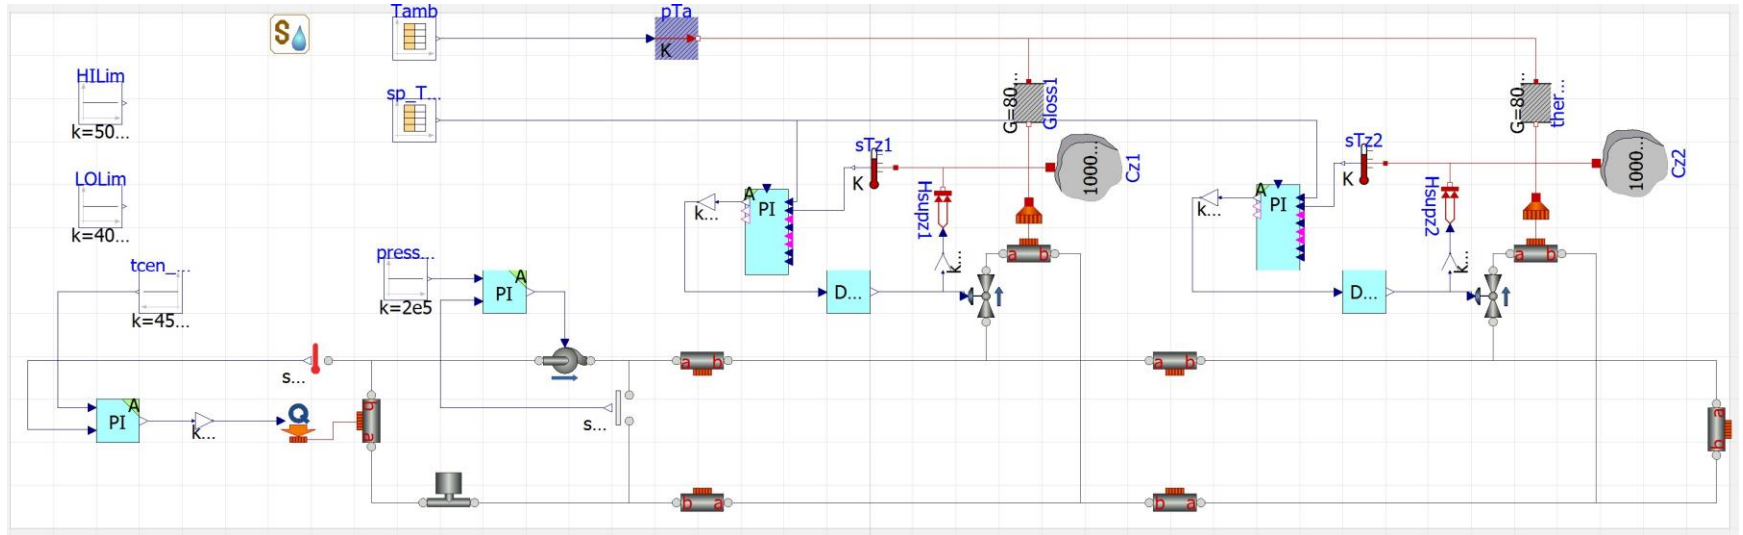 Tamb
pTa
S
K
HILim
k=50...
sp_T...
G=80...
Gloss1
G=80...
ther...
sTz1
K
1000...
Cz1
sTz2
K
1000...
Cz2
LOLim
k=40...
A
PI
k...
Hsupz1
k...
A
PI
k...
Hsupz2
k...
a b
a b
tcen_...
k=45...
press...
k=2e5
PI
A
D...
D...
s...
a b
a b
PI
A
k...
Q
b
a
s...
a
b
b a
b a